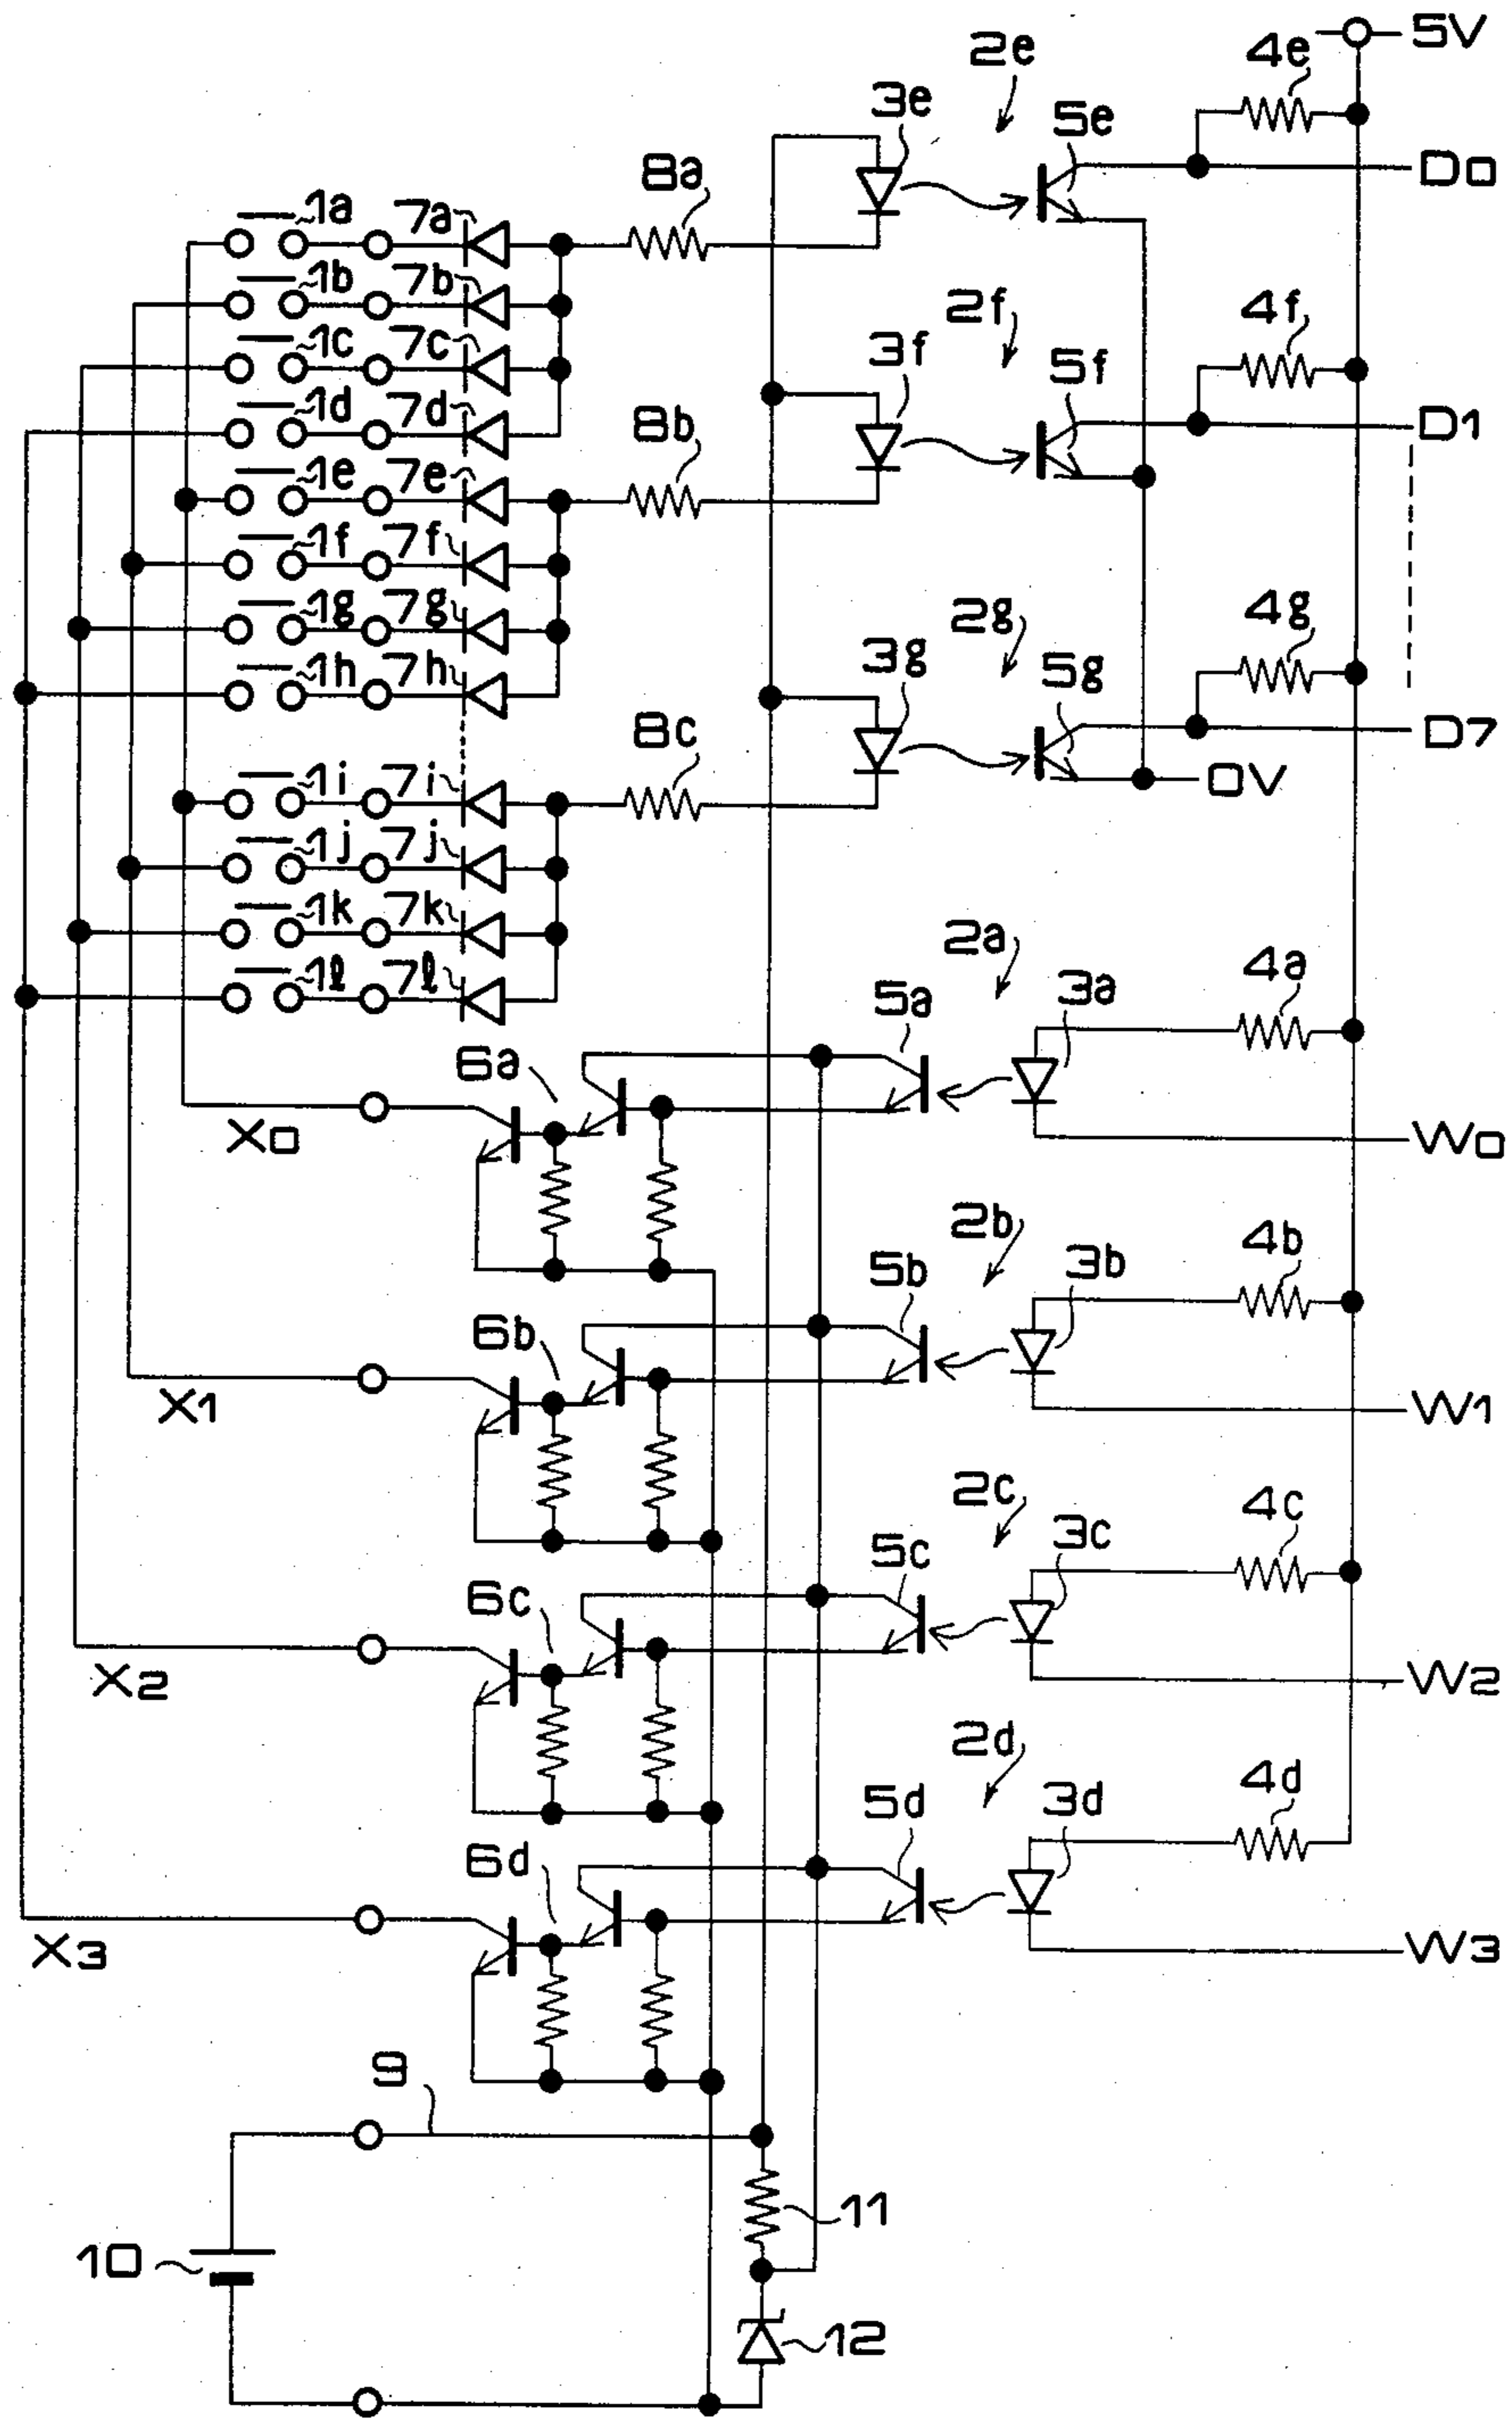 5V
2e 4e
3e 5e
D0
8a
1a 7a
1b 7b
1c 7c
1d 7d
1e 7e
1f 7f
1g 7g
1h 7h
1i 7i
1j 7j
1k 7k
1ℓ 7ℓ
2f 4f
3f 5f
D1
8b
2g 4g
3g 5g
D7
8c
0V
2a 4a
5a 3a
6a
X0 W0
2b 4b
5b 3b
6b
X1 W1
2c 4c
5c 3c
6c
X2 W2
2d 4d
5d 3d
6d
X3 W3
9
11
10
12